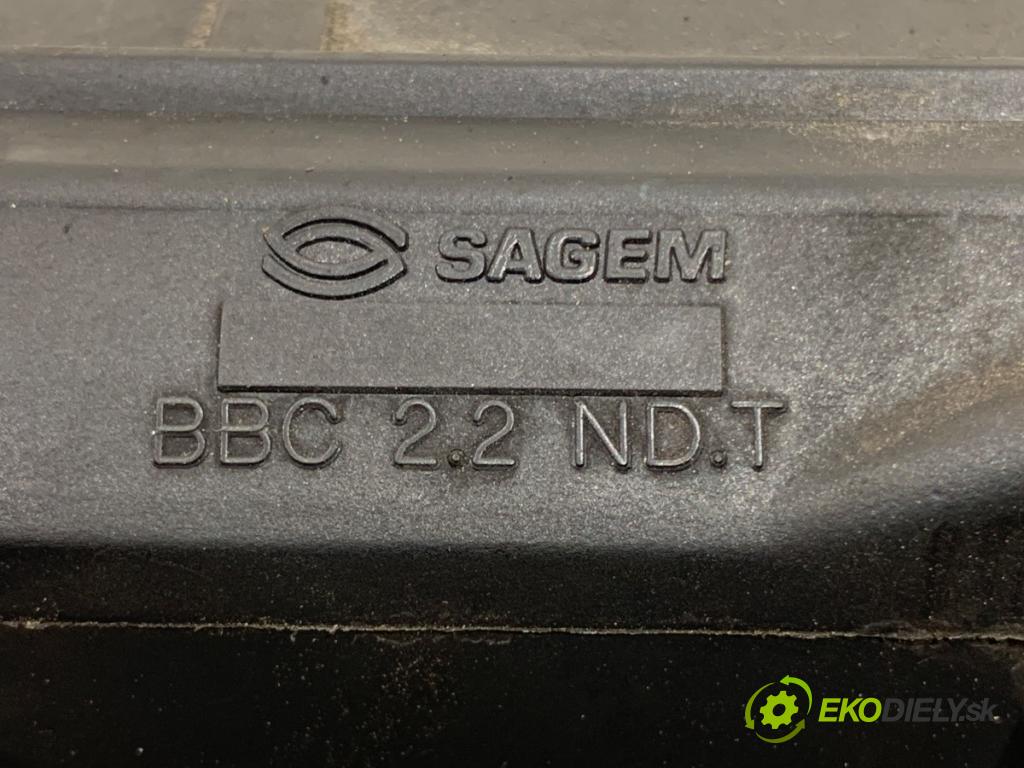 SAGEM
BBC 2.2 ND.T
EKODIELY.sk